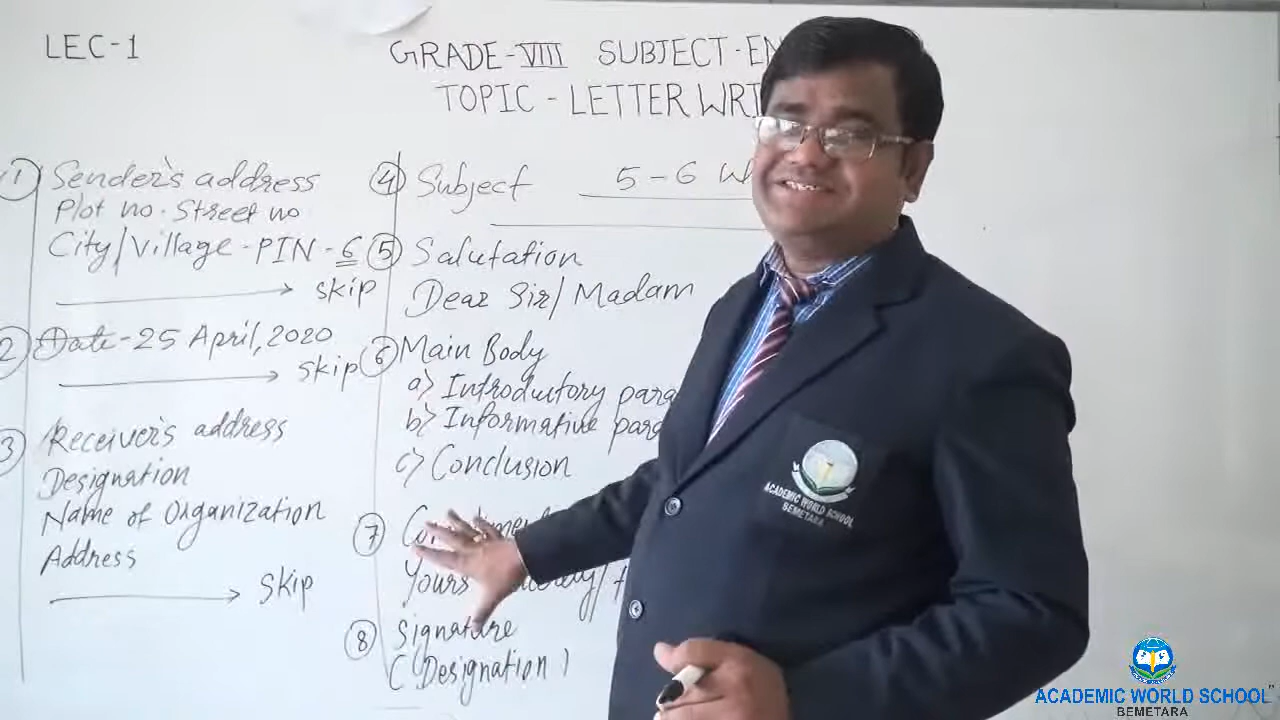 LEC-1
GRADE-VIII SUBJECT-EN
TOPIC - LETTER WRI
① Sender's address
Plot no. Street no
City/Village - PIN - 6
→ skip
② Date - 25 April, 2020
→ skip
③ Receiver's address
Designation
Name of Organization
Address
→ skip
④ Subject 5-6
⑤ Salutation
Dear Sir/Madam
⑥ Main Body
a) Introductory para
b) Informative para
c) Conclusion
⑦
Yours
⑧ Signature
(Designation)
ACADEMIC WORLD SCHOOL
BEMETARA
ACADEMIC WORLD SCHOOL
BEMETARA